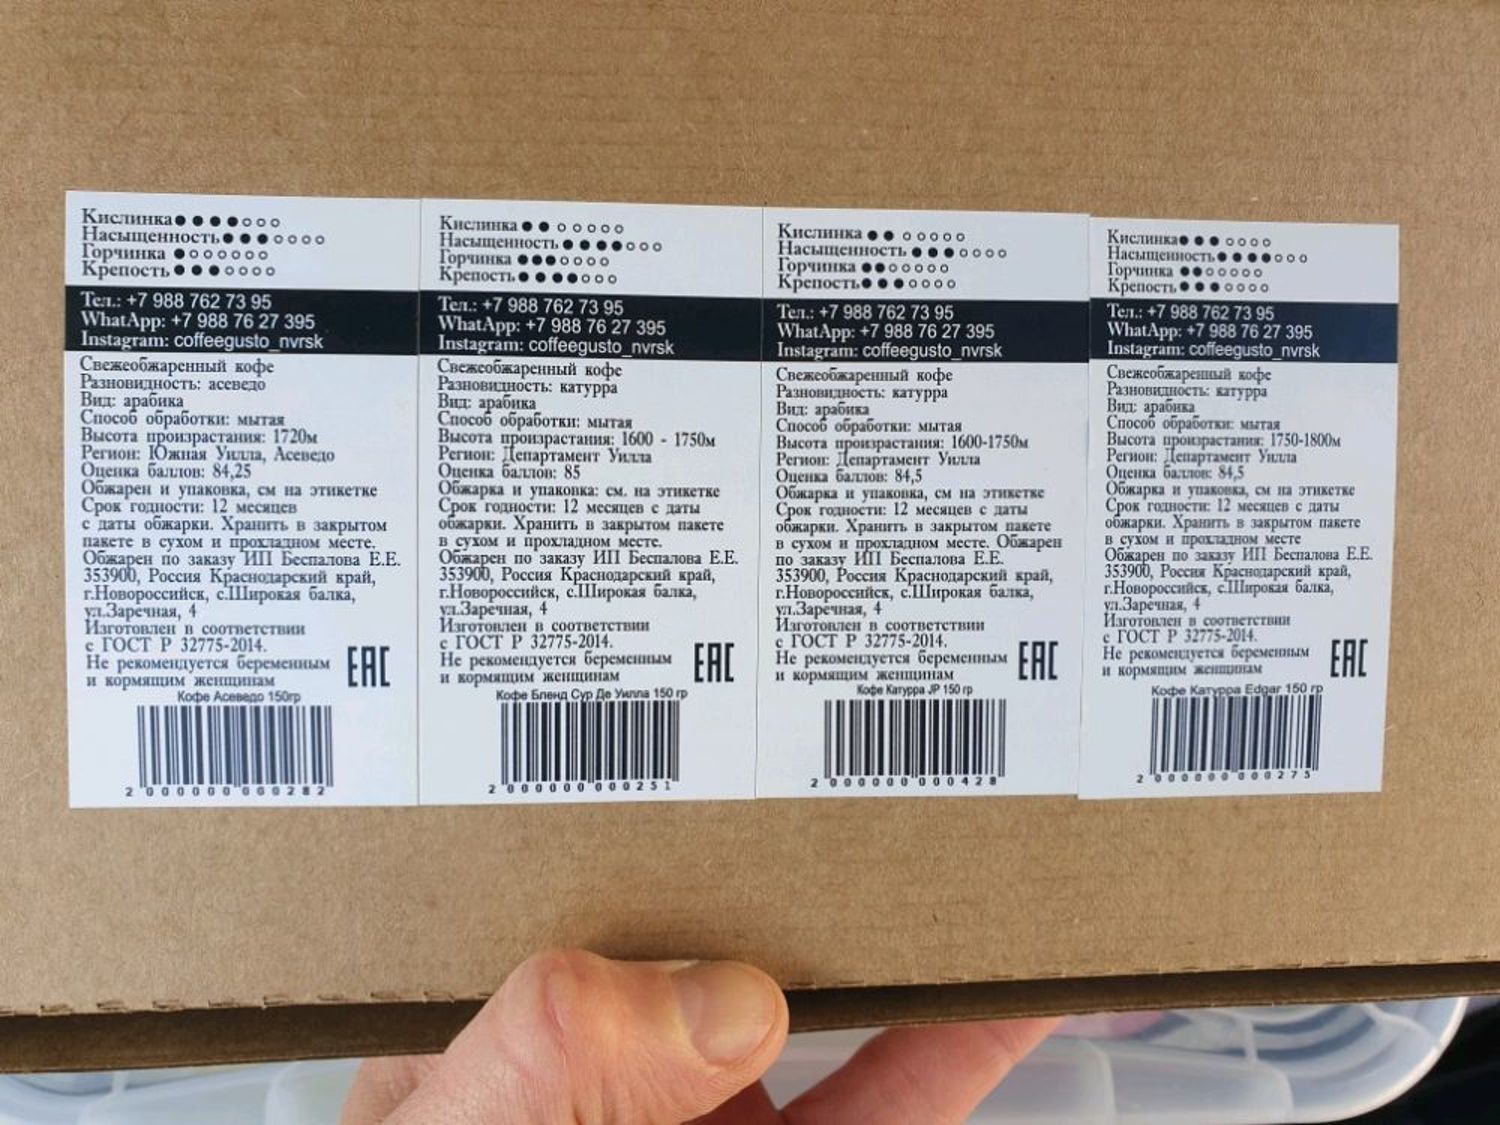 Кислинка
Насыщенность
Горчинка
Крепость
Тел.: +7 988 762 73 95
WhatApp: +7 988 76 27 395
Instagram: coffeegusto_nvrsk
Свежеобжаренный кофе
Разновидность: асеведо
Вид: арабика
Способ обработки: мытая
Высота произрастания: 1720м
Регион: Южная Уилла, Асеведо
Оценка баллов: 84,25
Обжарен и упаковка, см на этикетке
Срок годности: 12 месяцев
с даты обжарки. Хранить в закрытом
пакете в сухом и прохладном месте.
Обжарен по заказу ИП Беспалова Е.Е.
353900, Россия Краснодарский край,
г.Новороссийск, с.Широкая балка,
ул.Заречная, 4
Изготовлен в соответствии
с ГОСТ Р 32775-2014.
Не рекомендуется беременным
и кормящим женщинам
EAC
Кофе Асеведо 150гр
2 000000 000282
Кислинка
Насыщенность
Горчинка
Крепость
Тел.: +7 988 762 73 95
WhatApp: +7 988 76 27 395
Instagram: coffeegusto_nvrsk
Свежеобжаренный кофе
Разновидность: катурра
Вид: арабика
Способ обработки: мытая
Высота произрастания: 1600 - 1750м
Регион: Департамент Уилла
Оценка баллов: 85
Обжарка и упаковка: см. на этикетке
Срок годности: 12 месяцев с даты
обжарки. Хранить в закрытом пакете
в сухом и прохладном месте.
Обжарен по заказу ИП Беспалова Е.Е.
353900, Россия Краснодарский край,
г.Новороссийск, с.Широкая балка,
ул.Заречная, 4
Изготовлен в соответствии
с ГОСТ Р 32775-2014.
Не рекомендуется беременным
и кормящим женщинам
EAC
Кофе Бленд Сур Де Уилла 150 гр
2 000000 000251
Кислинка
Насыщенность
Горчинка
Крепость
Тел.: +7 988 762 73 95
WhatApp: +7 988 76 27 395
Instagram: coffeegusto_nvrsk
Свежеобжаренный кофе
Разновидность: катурра
Вид: арабика
Способ обработки: мытая
Высота произрастания: 1600-1750м
Регион: Департамент Уилла
Оценка баллов: 84,5
Обжарка и упаковка, см на этикетке
Срок годности: 12 месяцев с даты
обжарки. Хранить в закрытом пакете
в сухом и прохладном месте. Обжарен
по заказу ИП Беспалова Е.Е.
353900, Россия Краснодарский край,
г.Новороссийск, с.Широкая балка,
ул.Заречная, 4
Изготовлен в соответствии
с ГОСТ Р 32775-2014.
Не рекомендуется беременным
и кормящим женщинам
EAC
Кофе Катурра JP 150 гр
2 000000 000428
Кислинка
Насыщенность
Горчинка
Крепость
Тел.: +7 988 762 73 95
WhatApp: +7 988 76 27 395
Instagram: coffeegusto_nvrsk
Свежеобжаренный кофе
Разновидность: катурра
Вид: арабика
Способ обработки: мытая
Высота произрастания: 1750-1800м
Регион: Департамент Уилла
Оценка баллов: 84,5
Обжарка и упаковка, см на этикетке
Срок годности: 12 месяцев с даты
обжарки. Хранить в закрытом пакете
в сухом и прохладном месте
Обжарен по заказу ИП Беспалова Е.Е.
353900, Россия Краснодарский край,
г.Новороссийск, с.Широкая балка,
ул.Заречная, 4
Изготовлен в соответствии
с ГОСТ Р 32775-2014.
Не рекомендуется беременным
и кормящим женщинам
EAC
Кофе Катурра Edgar 150 гр
2 000000 000275